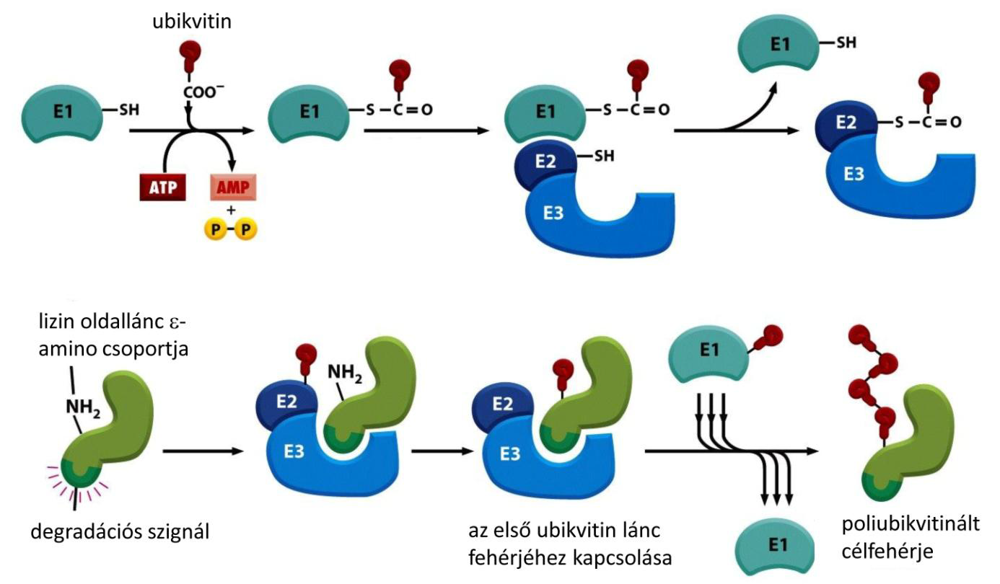 ubikvitin
COO⁻
E1 –SH
ATP
AMP
+
P–P
E1 –S–C=O
E1 –S–C=O
E2 –SH
E3
E1 –SH
E2 –S–C=O
E3
lizin oldallánc ε-
amino csoportja
NH₂
degradációs szignál
NH₂
E2
E3
E2
E3
az első ubikvitin lánc
fehérjéhez kapcsolása
E1
E1
poliubikvitinált
célfehérje